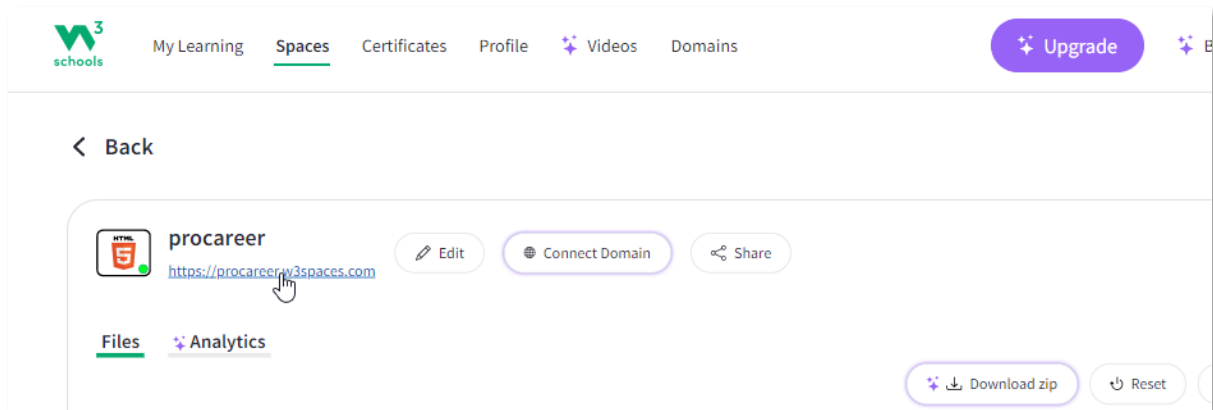 3
schools
My Learning Spaces Certificates Profile Videos Domains Upgrade B
Back
HTML
5
procareer
https://procareer.w3spaces.com
Edit Connect Domain Share
Files Analytics
Download zip Reset